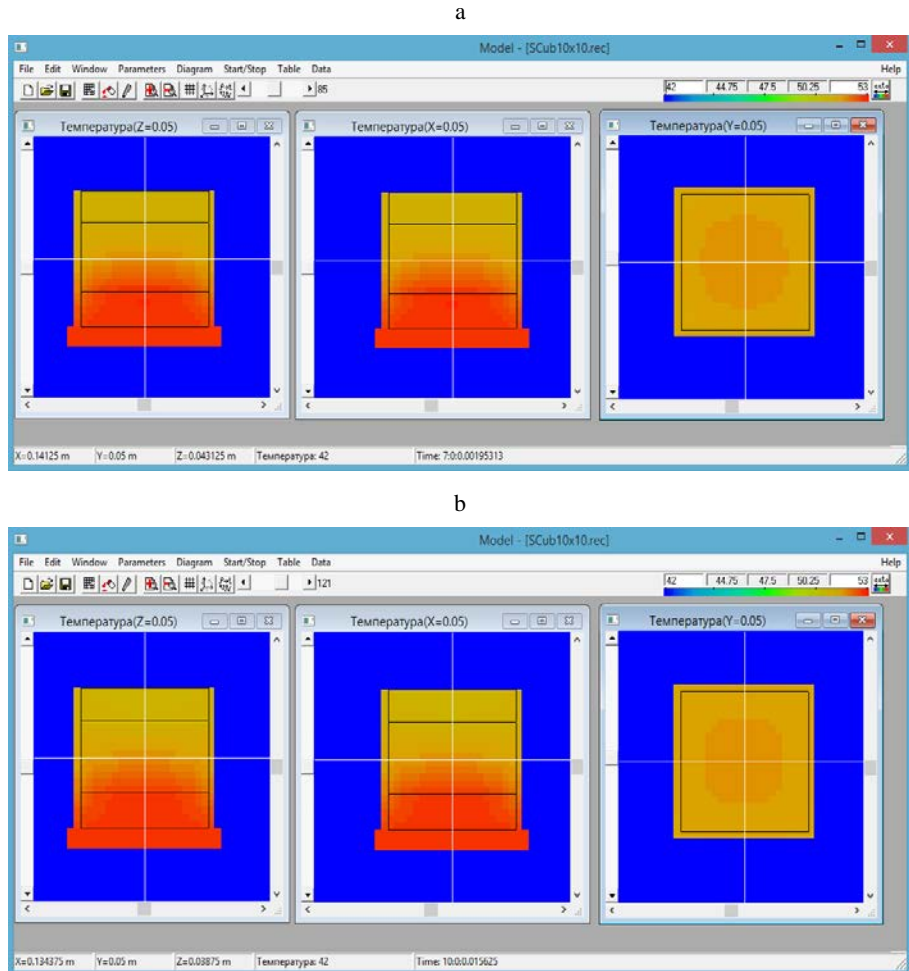 a
Model - [SCub10x10.rec]
File Edit Window Parameters Diagram Start/Stop Table Data Help
85 42 44.75 47.5 50.25 53
Температура(Z=0.05) Температура(X=0.05) Температура(Y=0.05)
X=0.14125 m Y=0.05 m Z=0.043125 m Температура: 42 Time: 7:0:0.00195313
b
Model - [SCub10x10.rec]
File Edit Window Parameters Diagram Start/Stop Table Data Help
121 42 44.75 47.5 50.25 53
Температура(Z=0.05) Температура(X=0.05) Температура(Y=0.05)
X=0.134375 m Y=0.05 m Z=0.03875 m Температура: 42 Time: 10:0:0.015625